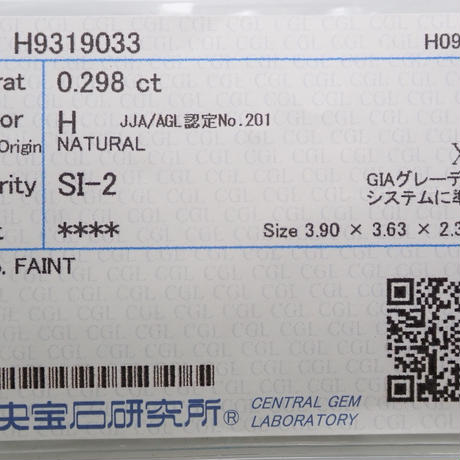 H9319033 H09
rat 0.298 ct
or H JJA/AGL認定No.201
Origin NATURAL
rity SI-2 GIAグレーデ
システムに準
**** Size 3.90 × 3.63 × 2.3
. FAINT
央宝石研究所® CENTRAL GEM
LABORATORY